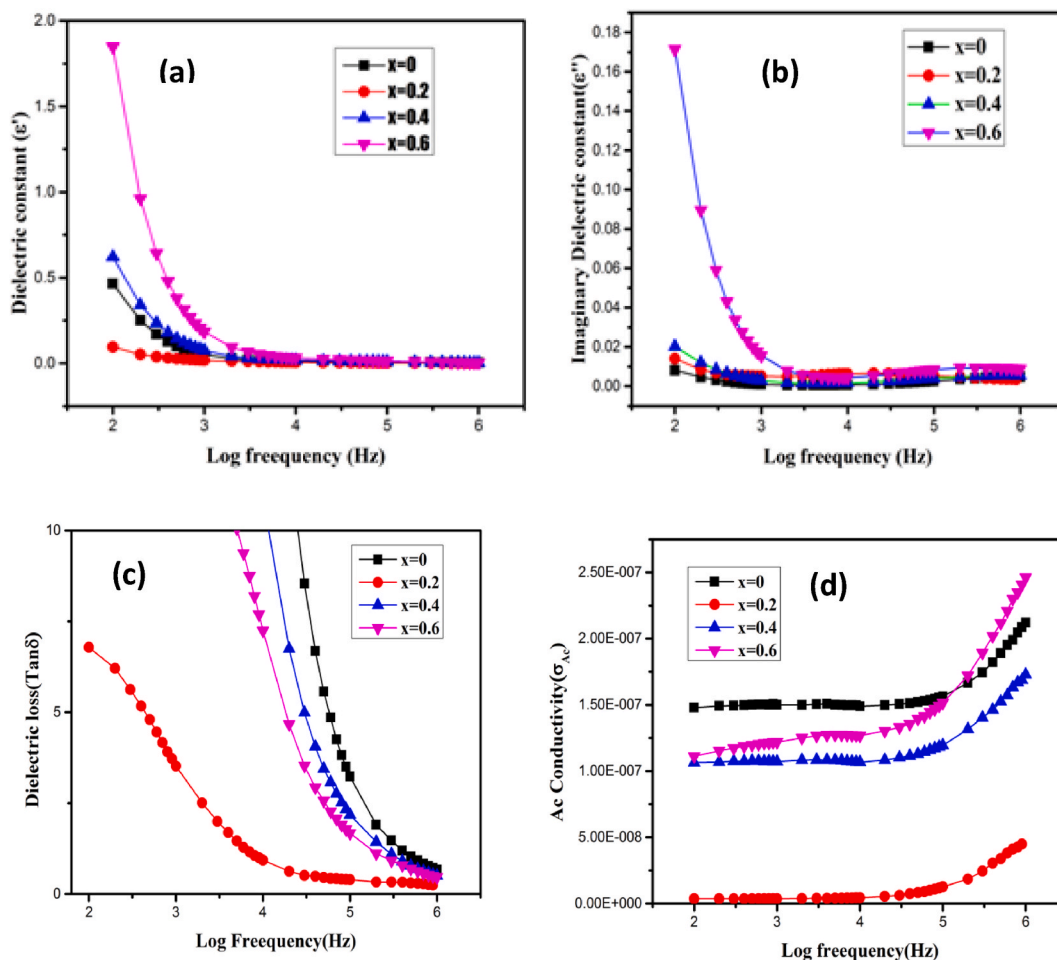 (a)
x=0
x=0.2
x=0.4
x=0.6
Dielectric constant (ε')
2.0
1.5
1.0
0.5
0.0
2 3 4 5 6
Log freequency (Hz)
(b)
x=0
x=0.2
x=0.4
x=0.6
Imaginary Dielectric constant(ε'')
0.18
0.16
0.14
0.12
0.10
0.08
0.06
0.04
0.02
0.00
2 3 4 5 6
Log freequency (Hz)
(c)
x=0
x=0.2
x=0.4
x=0.6
Dielectric loss(Tanδ)
10
5
0
2 3 4 5 6
Log Freequency(Hz)
(d)
x=0
x=0.2
x=0.4
x=0.6
Ac Conductivity(σAc)
2.50E-007
2.00E-007
1.50E-007
1.00E-007
5.00E-008
0.00E+000
2 3 4 5 6
Log freequency(Hz)